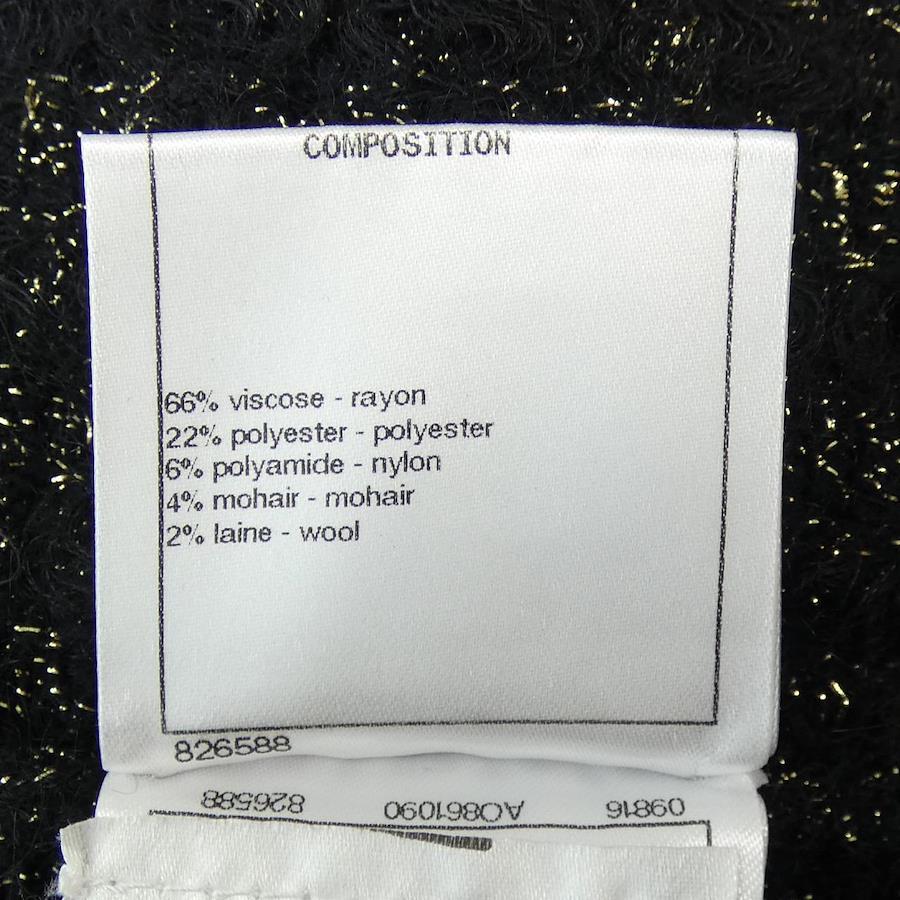 COMPOSITION
66% viscose - rayon
22% polyester - polyester
6% polyamide - nylon
4% mohair - mohair
2% laine - wool
826588
09816 AO861090 826588